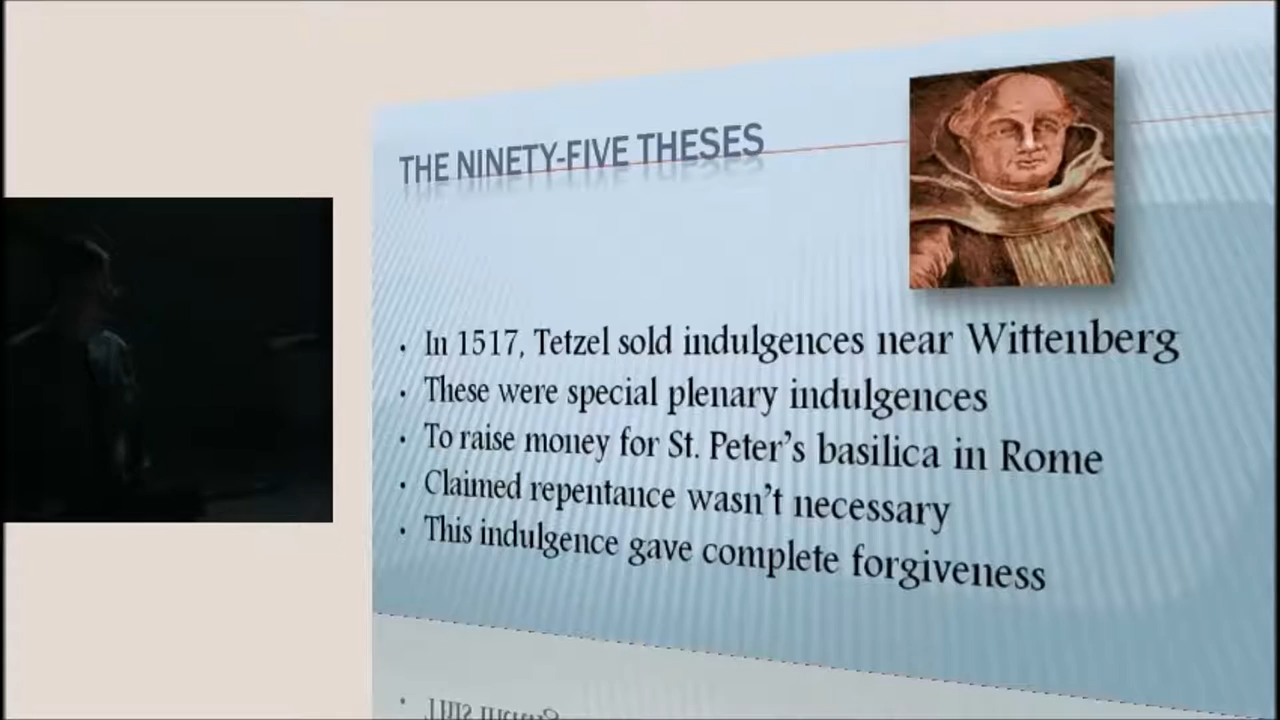 THE NINETY-FIVE THESES
• In 1517, Tetzel sold indulgences near Wittenberg
• These were special plenary indulgences
• To raise money for St. Peter's basilica in Rome
• Claimed repentance wasn't necessary
• This indulgence gave complete forgiveness